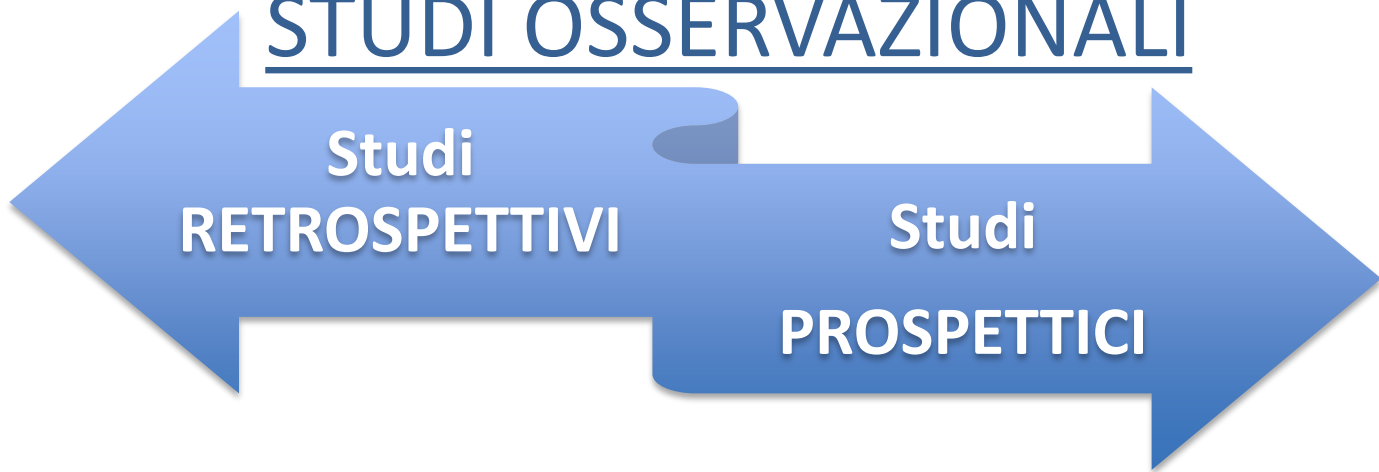 STUDI OSSERVAZIONALI
Studi
RETROSPETTIVI
Studi
PROSPETTICI